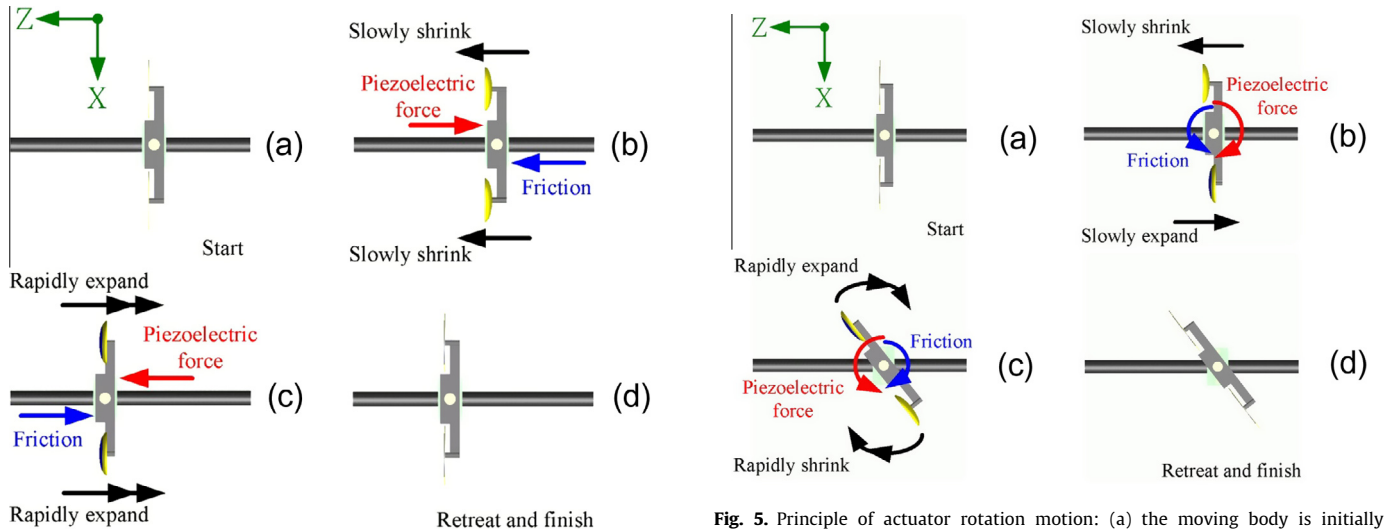 Z
X
(a)
Start
Slowly shrink
Piezoelectric
force
(b)
Friction
Slowly shrink
Rapidly expand
Piezoelectric
force
(c)
Friction
Rapidly expand
(d)
Retreat and finish
Z
X
(a)
Start
Slowly shrink
Piezoelectric
force
(b)
Friction
Slowly expand
Rapidly expand
Friction
(c)
Piezoelectric
force
Rapidly shrink
(d)
Retreat and finish
Fig. 5. Principle of actuator rotation motion: (a) the moving body is initially